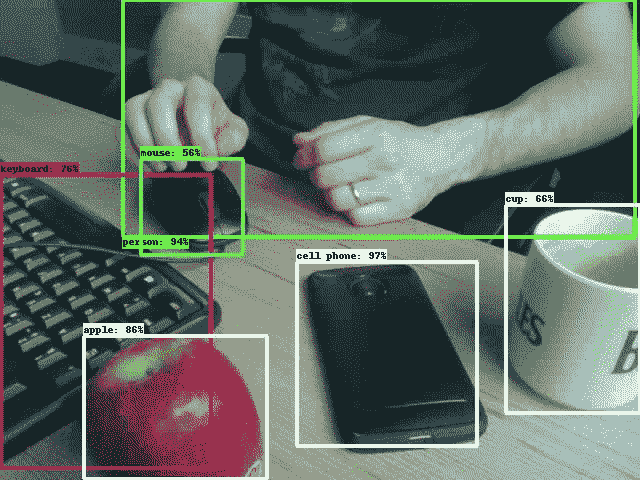 mouse: 56%
keyboard: 76%
cup: 66%
person: 94%
cell phone: 97%
apple: 86%